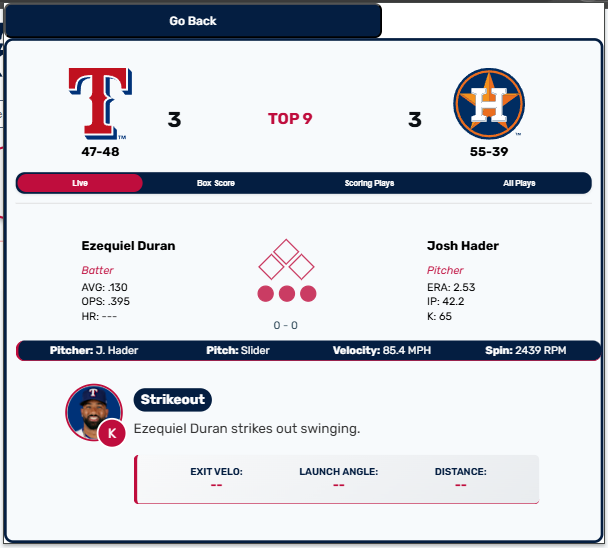 Go Back
T
TM
3
TOP 9
3
H
TM
47-48
55-39
Live
Box Score
Scoring Plays
All Plays
Ezequiel Duran
Josh Hader
Batter
Pitcher
AVG: .130
ERA: 2.53
OPS: .395
IP: 42.2
HR: ---
K: 65
0 - 0
Pitcher: J. Hader
Pitch: Slider
Velocity: 85.4 MPH
Spin: 2439 RPM
Strikeout
K
Ezequiel Duran strikes out swinging.
EXIT VELO:
LAUNCH ANGLE:
DISTANCE:
--
--
--